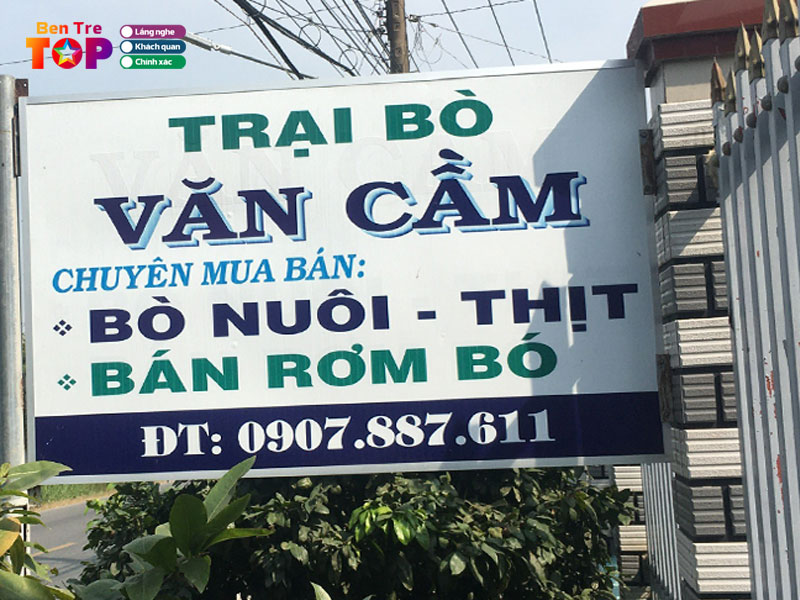 Ben Tre
TOP
Lắng nghe
Khách quan
Chính xác
TRẠI BÒ
VĂN CẦM
CHUYÊN MUA BÁN:
BÒ NUÔI - THỊT
BÁN RƠM BÓ
ĐT: 0907.887.611